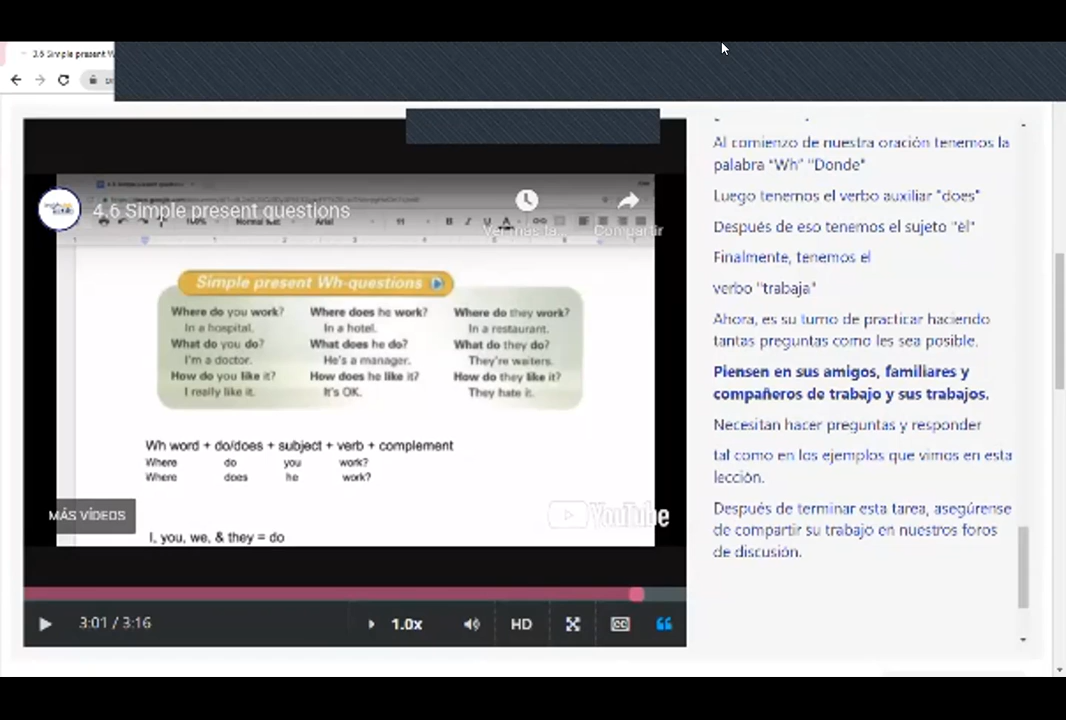 3.6 Simple present W
4.6 Simple present questions
Ver más ta...
Compartir
100%
Normal text
Arial
11
Simple present Wh-questions
Where do you work?
In a hospital.
What do you do?
I'm a doctor.
How do you like it?
I really like it.
Where does he work?
In a hotel.
What does he do?
He's a manager.
How does he like it?
It's OK.
Where do they work?
In a restaurant.
What do they do?
They're waiters.
How do they like it?
They hate it.
Wh word + do/does + subject + verb + complement
Where do you work?
Where does he work?
I, you, we, & they = do
MÁS VÍDEOS
YouTube
3:01 / 3:16
1.0x
HD
CC
Al comienzo de nuestra oración tenemos la
palabra "Wh" "Donde"
Luego tenemos el verbo auxiliar "does"
Después de eso tenemos el sujeto "él"
Finalmente, tenemos el
verbo "trabaja"
Ahora, es su turno de practicar haciendo
tantas preguntas como les sea posible.
Piensen en sus amigos, familiares y
compañeros de trabajo y sus trabajos.
Necesitan hacer preguntas y responder
tal como en los ejemplos que vimos en esta
lección.
Después de terminar esta tarea, asegúrense
de compartir su trabajo en nuestros foros
de discusión.